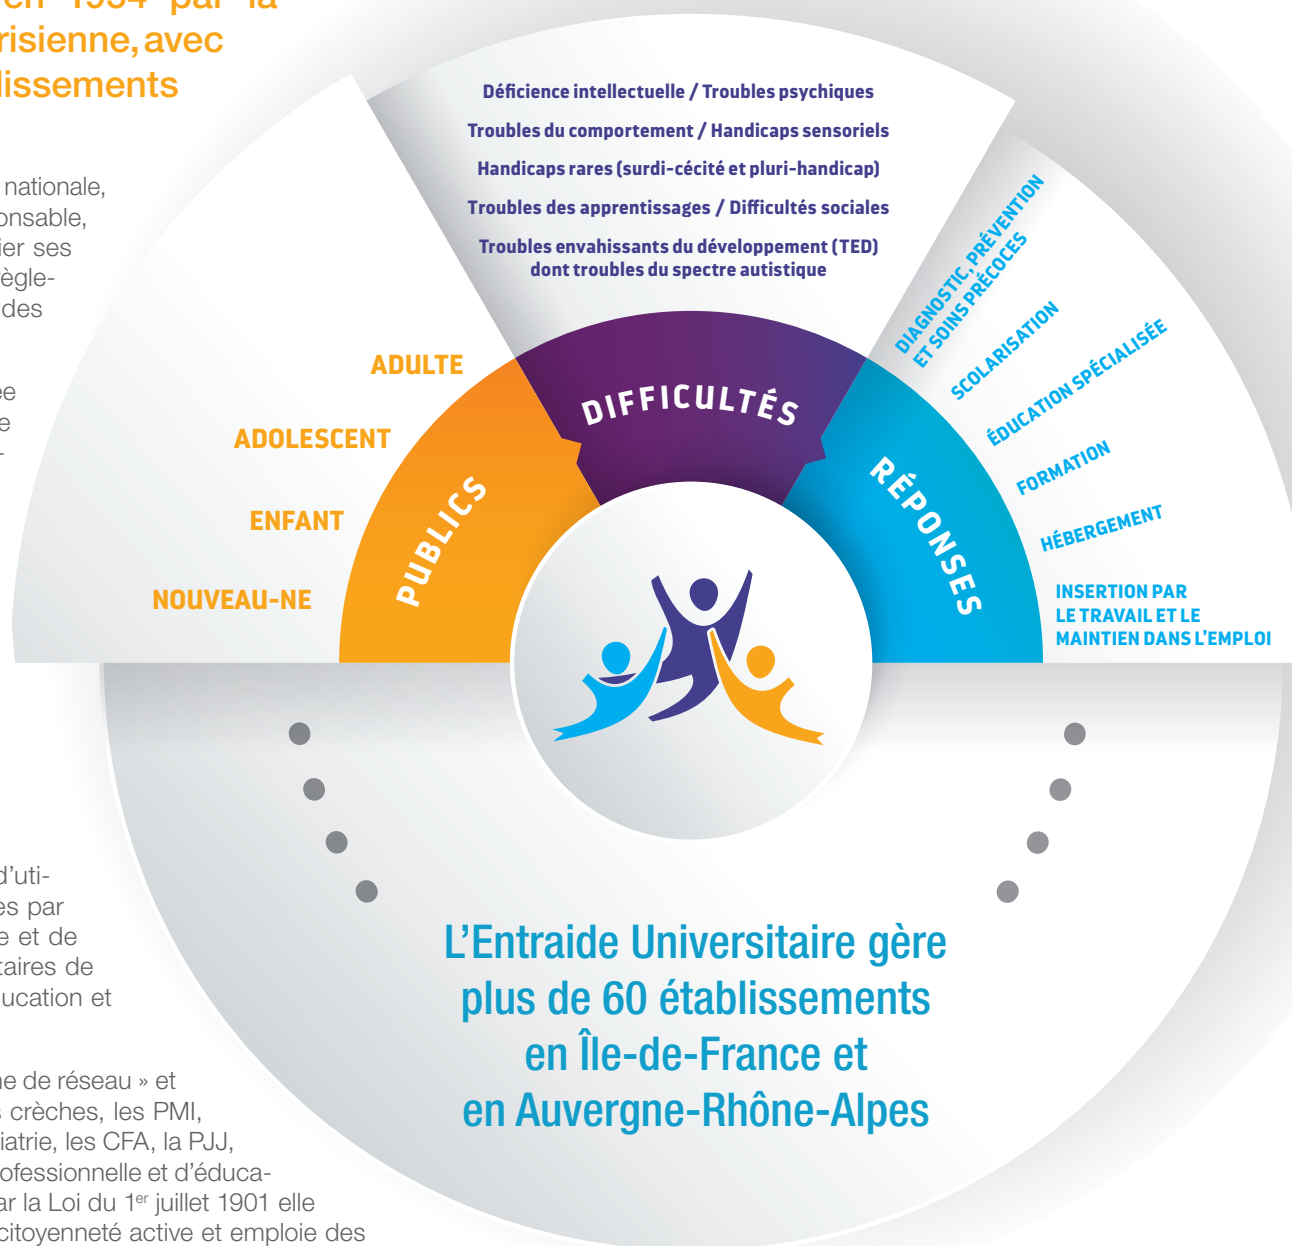 en 1954 par la
risienne, avec
lissements
nationale,
onsable,
ier ses
règle-
des
ée
e
-
d'uti-
es par
e et de
taires de
ucation et
ne de réseau » et
s crèches, les PMI,
iatrie, les CFA, la PJJ,
ofessionnelle et d'éduca-
ar la Loi du 1er juillet 1901 elle
citoyenneté active et emploie des
Déficience intellectuelle / Troubles psychiques
Troubles du comportement / Handicaps sensoriels
Handicaps rares (surdi-cécité et pluri-handicap)
Troubles des apprentissages / Difficultés sociales
Troubles envahissants du développement (TED)
dont troubles du spectre autistique
ADULTE
ADOLESCENT
ENFANT
NOUVEAU-NE
PUBLICS
DIFFICULTÉS
RÉPONSES
DIAGNOSTIC, PRÉVENTION
ET SOINS PRÉCOCES
SCOLARISATION
ÉDUCATION SPÉCIALISÉE
FORMATION
HÉBERGEMENT
INSERTION PAR
LE TRAVAIL ET LE
MAINTIEN DANS L'EMPLOI
L'Entraide Universitaire gère
plus de 60 établissements
en Île-de-France et
en Auvergne-Rhône-Alpes